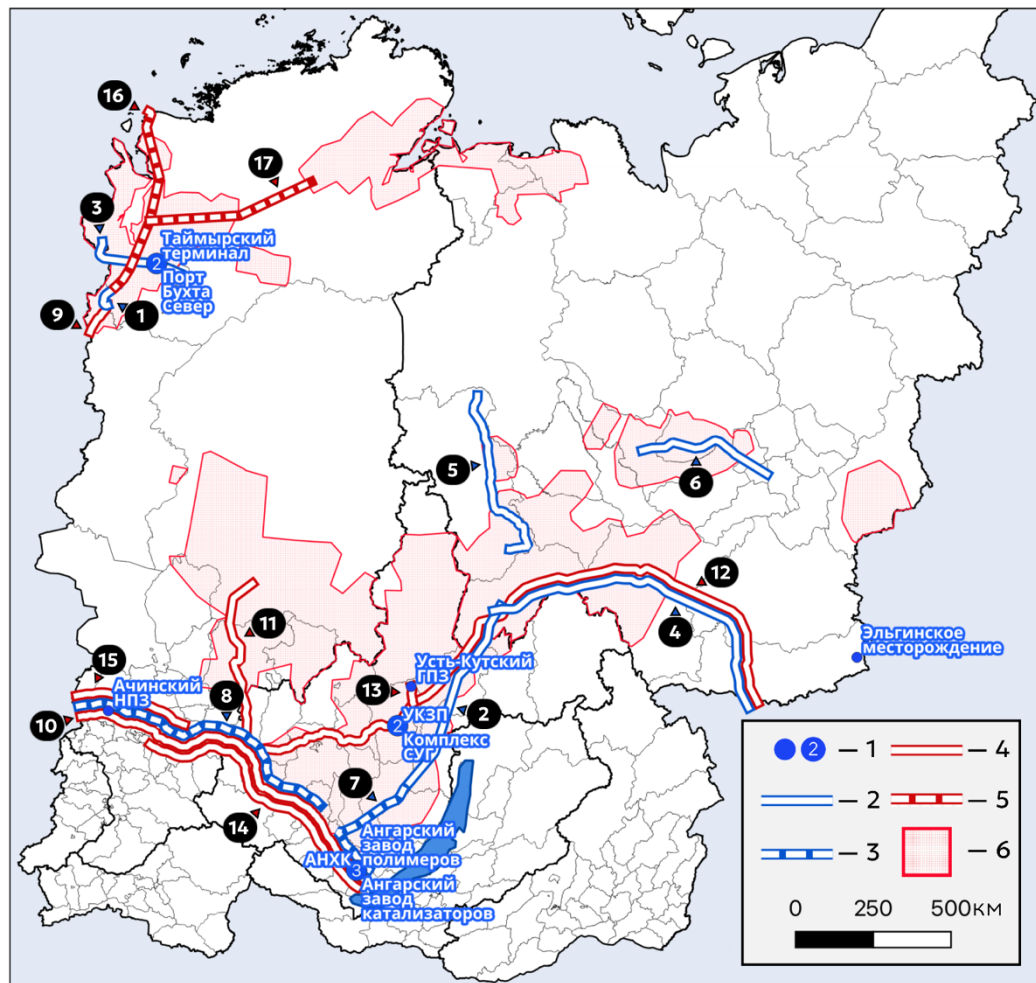 16
17
3
Таймырский
терминал
2
Порт
Бухта
Север
9
1
5
6
12
4
Эльгинское
месторождение
11
15
Ачинский
НПЗ
8
10
13
Усть-Кутский
ГПЗ
УКЗП
2
Комплекс
СУГ
2
7
14
Ангарский
завод
полимеров
АНХК
3
Ангарский
завод
катализаторов
2 — 1
— 4
— 2
— 5
— 3
— 6
0 250 500км